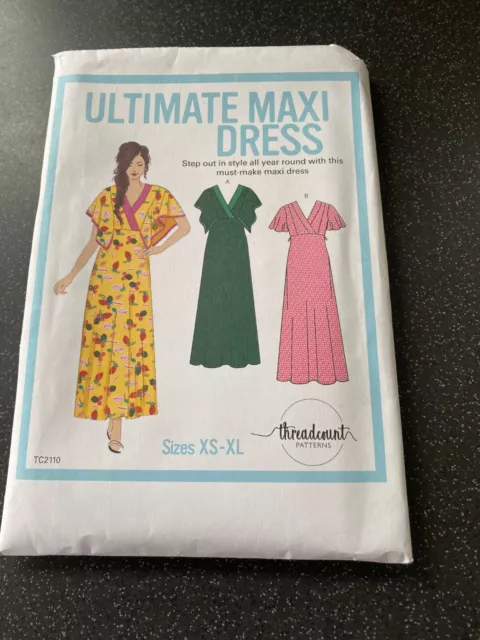 ULTIMATE MAXI
DRESS
Step out in style all year round with this
must-make maxi dress
A
B
Sizes XS-XL
threadcount
PATTERNS
TC2110